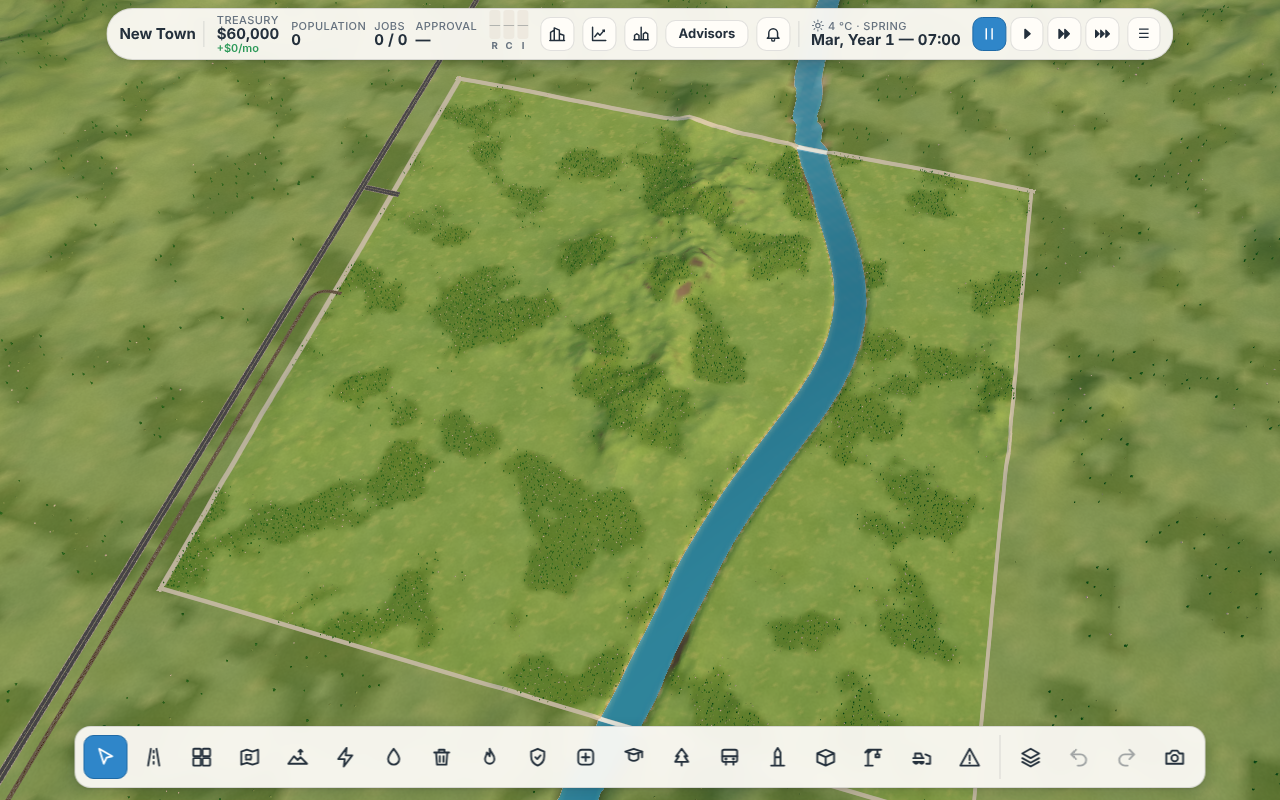 New Town
TREASURY
$60,000
+$0/mo
POPULATION
0
JOBS
0 / 0
APPROVAL
—
R C I
Advisors
4 °C · SPRING
Mar, Year 1 — 07:00